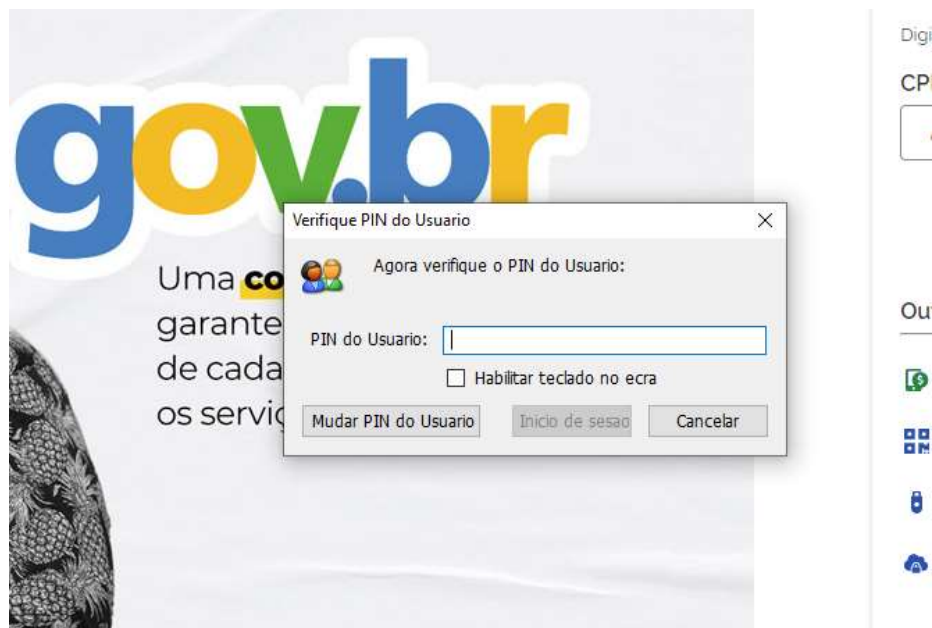 gov.br
Verifique PIN do Usuario
Agora verifique o PIN do Usuario:
PIN do Usuario:
Habilitar teclado no ecra
Mudar PIN do Usuario
Inicio de sesao
Cancelar
Uma co
garante
de cada
os serviç
Digi
CP
Ou